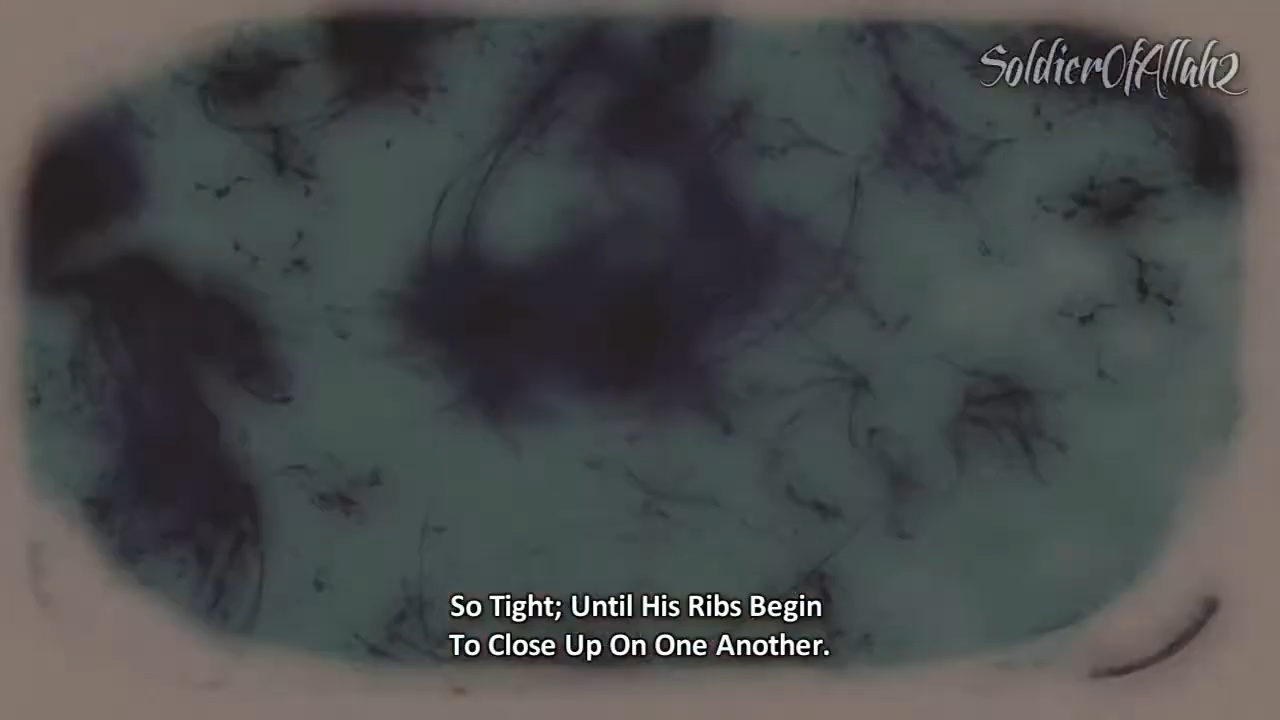 SoldierOfAllah2
So Tight; Until His Ribs Begin
To Close Up On One Another.